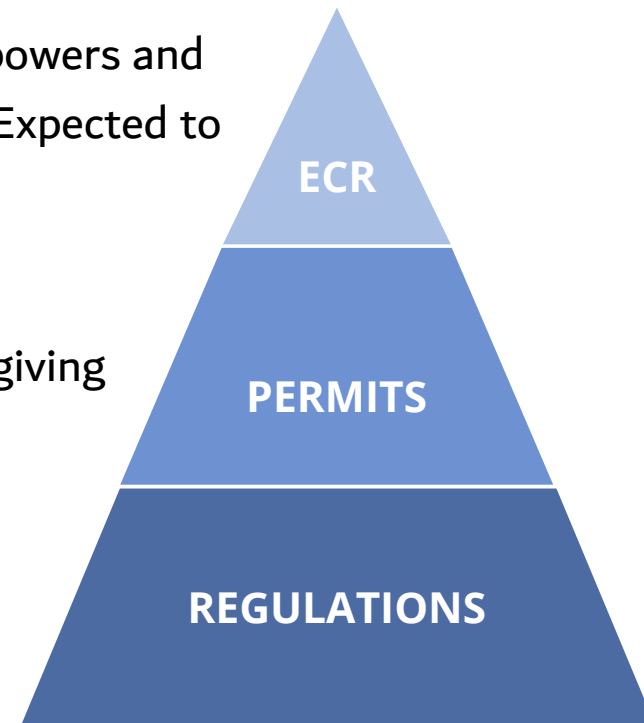 powers and
Expected to
ECR
giving
PERMITS
REGULATIONS